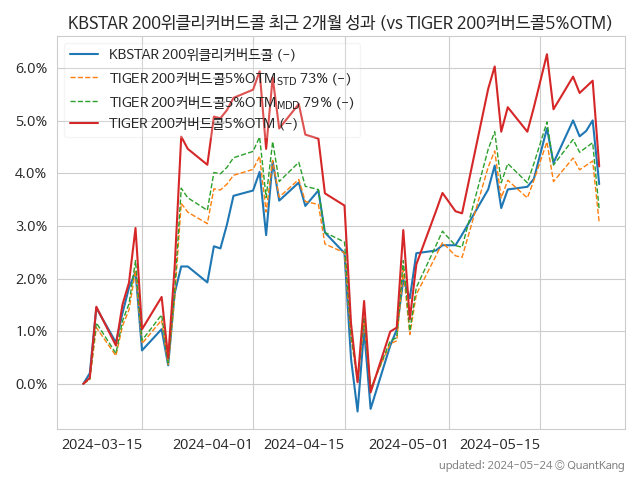 KBSTAR 200위클리커버드콜 최근 2개월 성과 (vs TIGER 200커버드콜5%OTM)
KBSTAR 200위클리커버드콜 (-)
TIGER 200커버드콜5%OTM_STD 73% (-)
TIGER 200커버드콜5%OTM_MDD 79% (-)
TIGER 200커버드콜5%OTM (-)
6.0%
5.0%
4.0%
3.0%
2.0%
1.0%
0.0%
2024-03-15 2024-04-01 2024-04-15 2024-05-01 2024-05-15
updated: 2024-05-24 © QuantKang